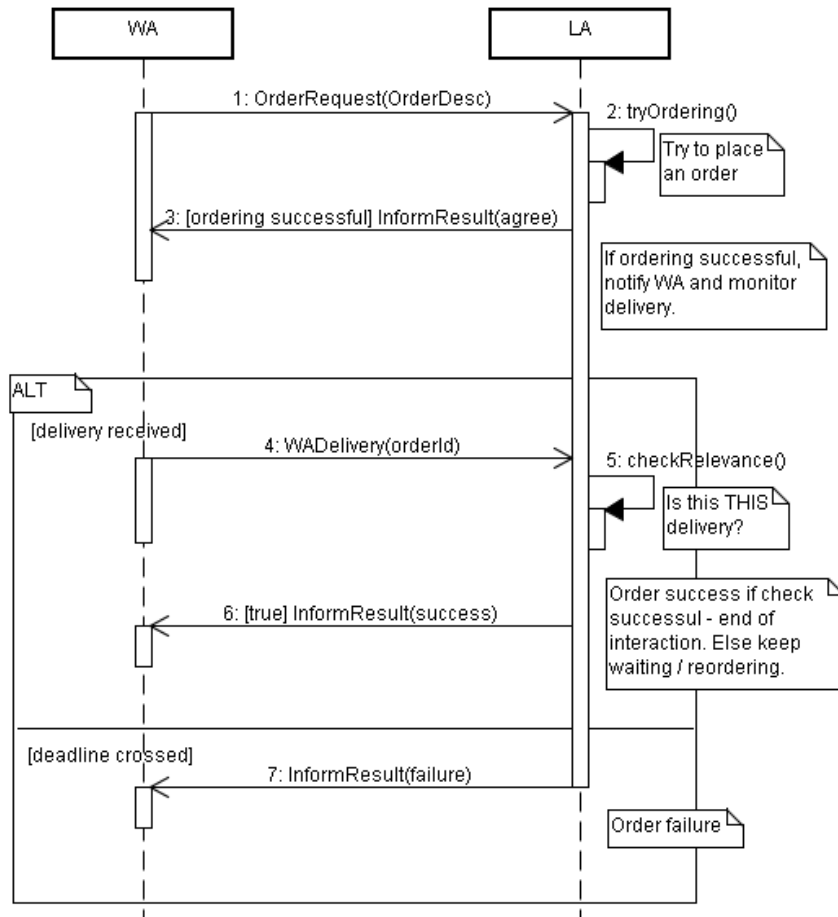 WA
LA
1: OrderRequest(OrderDesc)
2: tryOrdering()
Try to place
an order
3: [ordering successful] InformResult(agree)
If ordering successful,
notify WA and monitor
delivery.
ALT
[delivery received]
4: WADelivery(orderId)
5: checkRelevance()
Is this THIS
delivery?
6: [true] InformResult(success)
Order success if check
successul - end of
interaction. Else keep
waiting / reordering.
[deadline crossed]
7: InformResult(failure)
Order failure